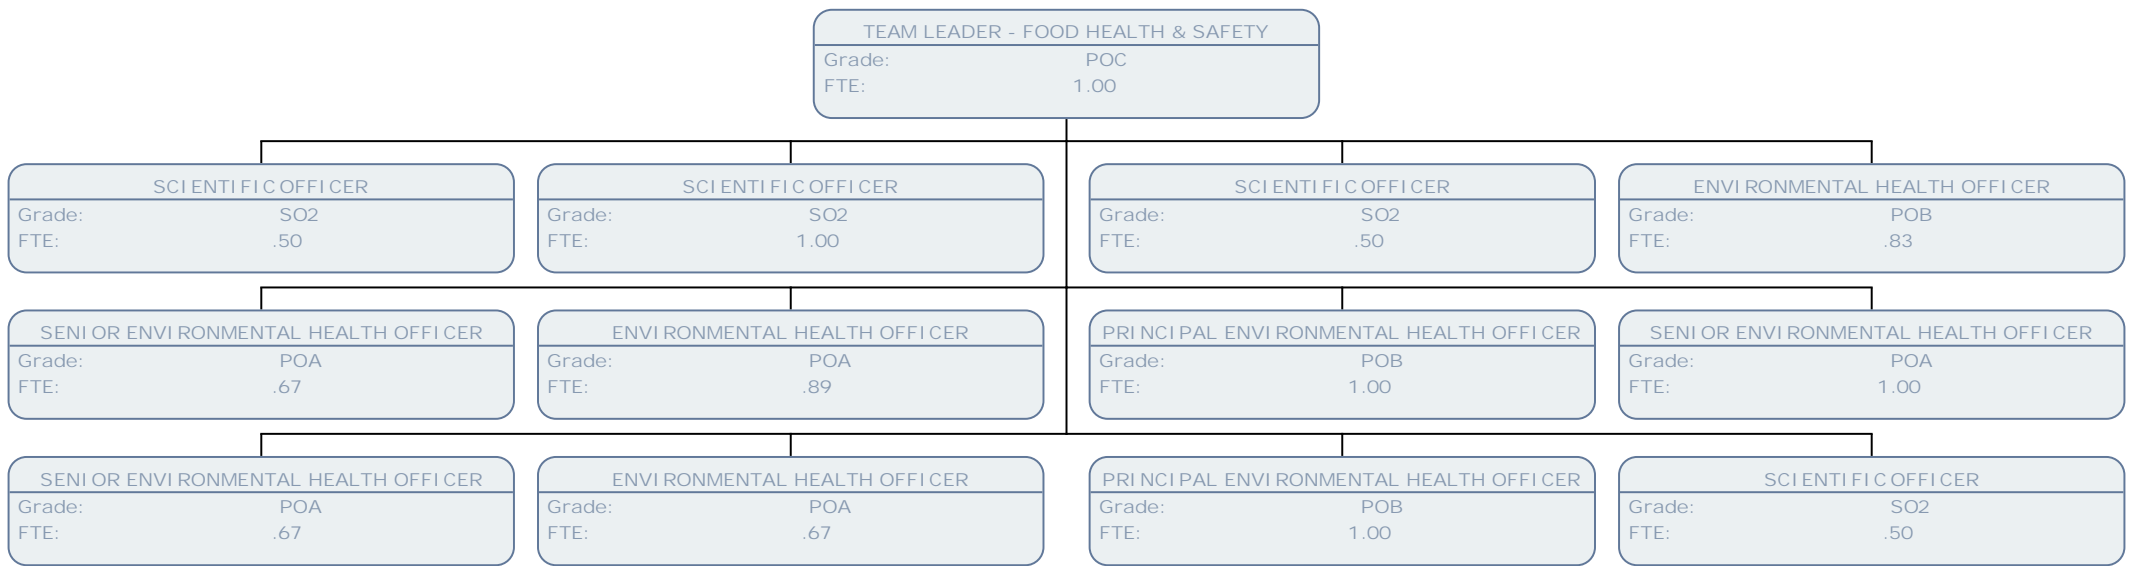 TEAM LEADER - FOOD HEALTH & SAFETY
Grade: POC
FTE: 1.00
SCIENTIFIC OFFICER
Grade: SO2
FTE: .50
SCIENTIFIC OFFICER
Grade: SO2
FTE: 1.00
SCIENTIFIC OFFICER
Grade: SO2
FTE: .50
ENVIRONMENTAL HEALTH OFFICER
Grade: POB
FTE: .83
SENIOR ENVIRONMENTAL HEALTH OFFICER
Grade: POA
FTE: .67
ENVIRONMENTAL HEALTH OFFICER
Grade: POA
FTE: .89
PRINCIPAL ENVIRONMENTAL HEALTH OFFICER
Grade: POB
FTE: 1.00
SENIOR ENVIRONMENTAL HEALTH OFFICER
Grade: POA
FTE: 1.00
SENIOR ENVIRONMENTAL HEALTH OFFICER
Grade: POA
FTE: .67
ENVIRONMENTAL HEALTH OFFICER
Grade: POA
FTE: .67
PRINCIPAL ENVIRONMENTAL HEALTH OFFICER
Grade: POB
FTE: 1.00
SCIENTIFIC OFFICER
Grade: SO2
FTE: .50